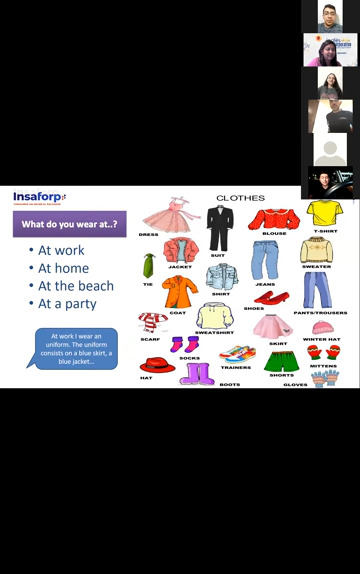 Insaforp
What do you wear at..?
• At work
• At home
• At the beach
• At a party
At work I wear an
uniform. The uniform
consists on a blue skirt, a
blue jacket...
CLOTHES
DRESS
SUIT
BLOUSE
T-SHIRT
TIE
JACKET
SHIRT
JEANS
SWEATER
COAT
SHOES
PANTS/TROUSERS
SCARF
SWEATSHIRT
SKIRT
WINTER HAT
SOCKS
TRAINERS
SHORTS
MITTENS
HAT
BOOTS
GLOVES